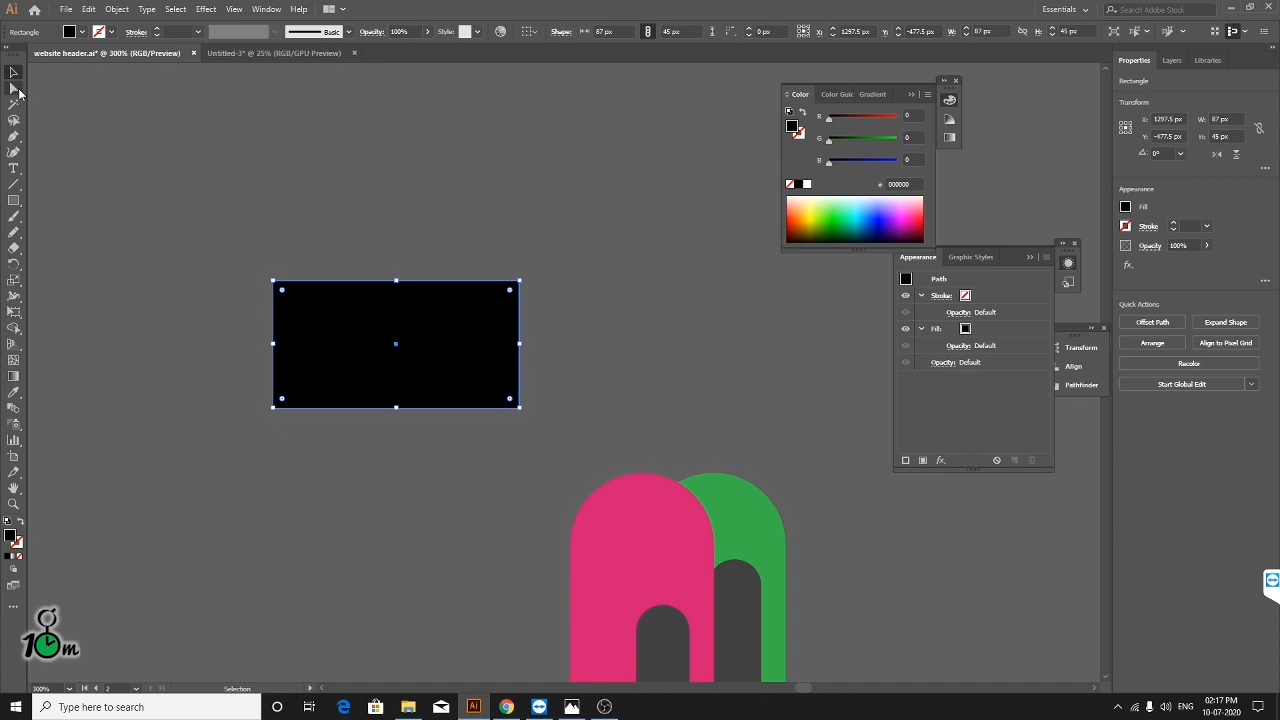 Ai File Edit Object Type Select Effect View Window Help Essentials Search Adobe Stock
Rectangle Stroke: Basic Opacity: 100% Style: Shape: 87 px 45 px 0 px 1297.5 px -477.5 px 87 px 45 px
website header.ai* @ 300% (RGB/Preview) Untitled-3* @ 25% (RGB/GPU Preview)
Properties Layers Libraries
Rectangle
Transform
X: 1297.5 px W: 87 px
Y: -477.5 px H: 45 px
0°
Appearance
Fill
Stroke
Opacity 100%
fx.
Quick Actions
Offset Path Expand Shape
Arrange Align to Pixel Grid
Recolor
Start Global Edit
Color Color Guic Gradient
R 0
G 0
B 0
# 000000
Appearance Graphic Styles
Path
Stroke:
Opacity: Default
Fill:
Opacity: Default
Opacity: Default
fx.
Transform
Align
Pathfinder
10m
300% 2 Selection
Type here to search
Ai
ENG
02:17 PM
10-07-2020